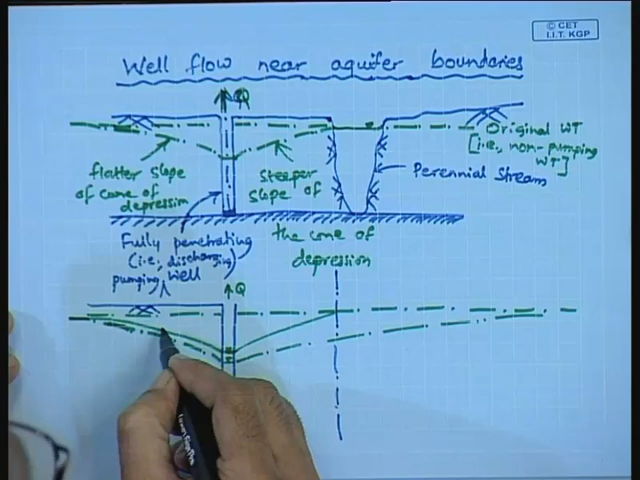 © CET
I.I.T. KGP
Well flow near aquifer boundaries
Q
Original WT
[i.e., non-pumping
WT]
flatter slope
of cone of
depression
steeper
slope of
Perennial Stream
the cone of
depression
Fully penetrating
(i.e., discharging)
pumping well
Q